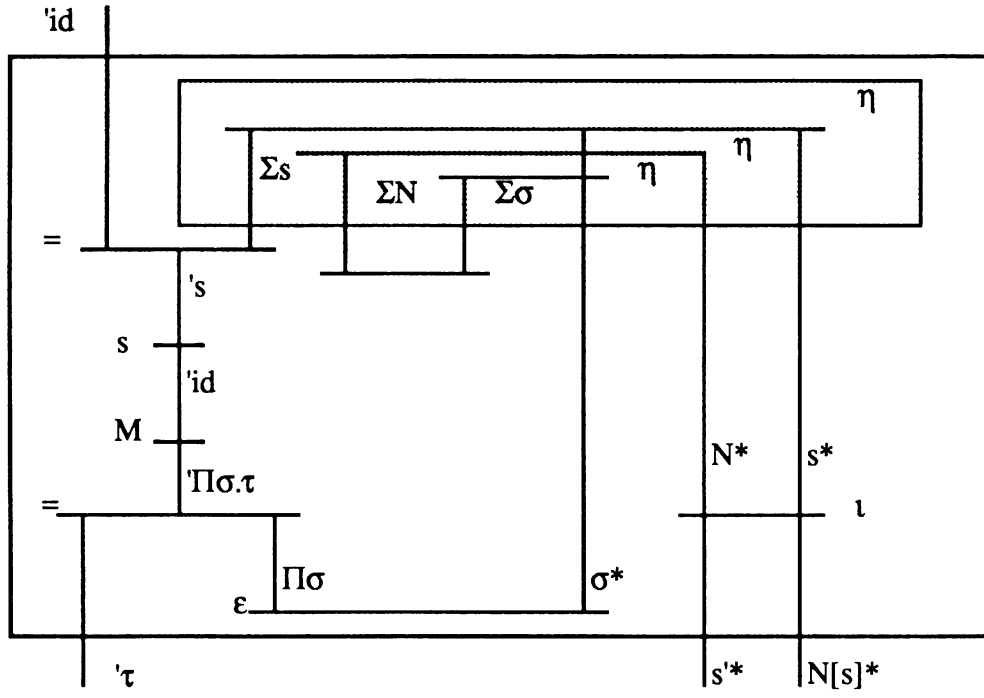 'id
η
η
Σs
η
ΣN Σσ
=
's
s
'id
M
N* s*
'Πσ.τ
= ι
Πσ σ*
ε
'τ s'* N[s]*